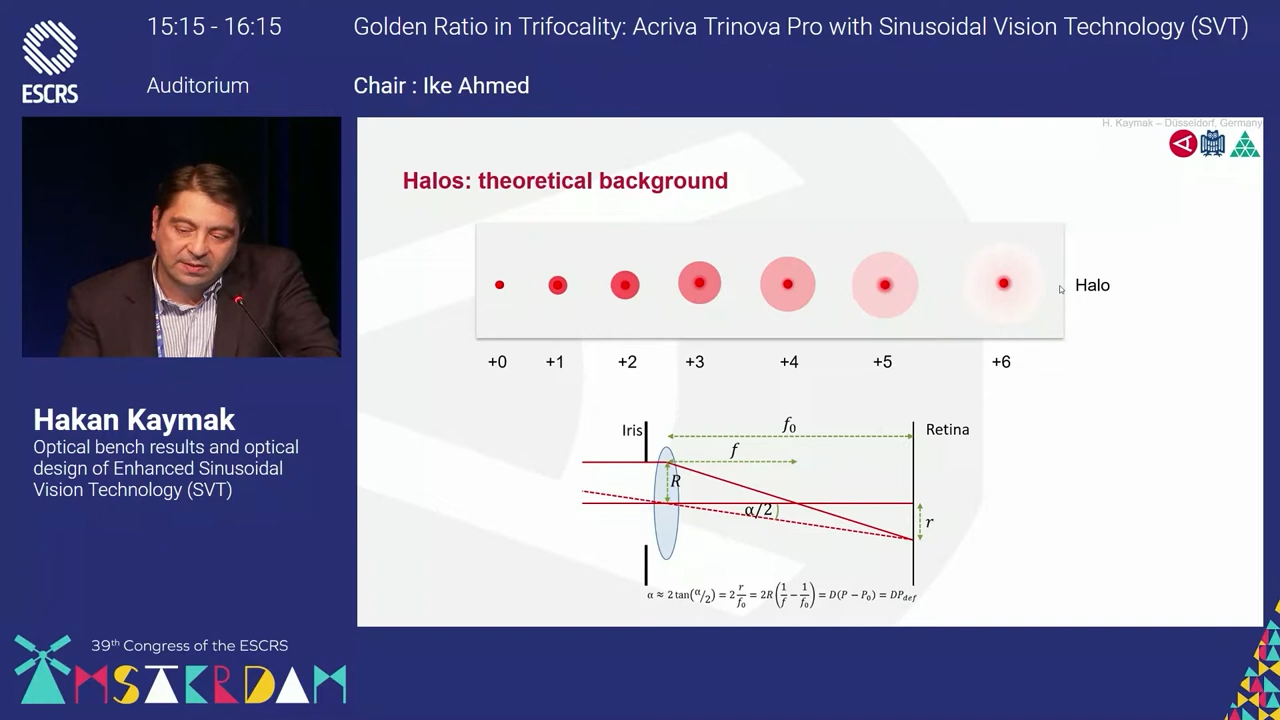 15:15 - 16:15
Golden Ratio in Trifocality: Acriva Trinova Pro with Sinusoidal Vision Technology (SVT)
ESCRS
Auditorium
Chair : Ike Ahmed
H. Kaymak – Düsseldorf, Germany
Halos: theoretical background
Halo
+0 +1 +2 +3 +4 +5 +6
Iris
f₀
Retina
f
R
α/2
r
α ≈ 2 tan(α/2) = 2 r/f₀ = 2R (1/f − 1/f₀) = D(P − P₀) = DP_def
Hakan Kaymak
Optical bench results and optical
design of Enhanced Sinusoidal
Vision Technology (SVT)
39th Congress of the ESCRS
AMSTERDAM